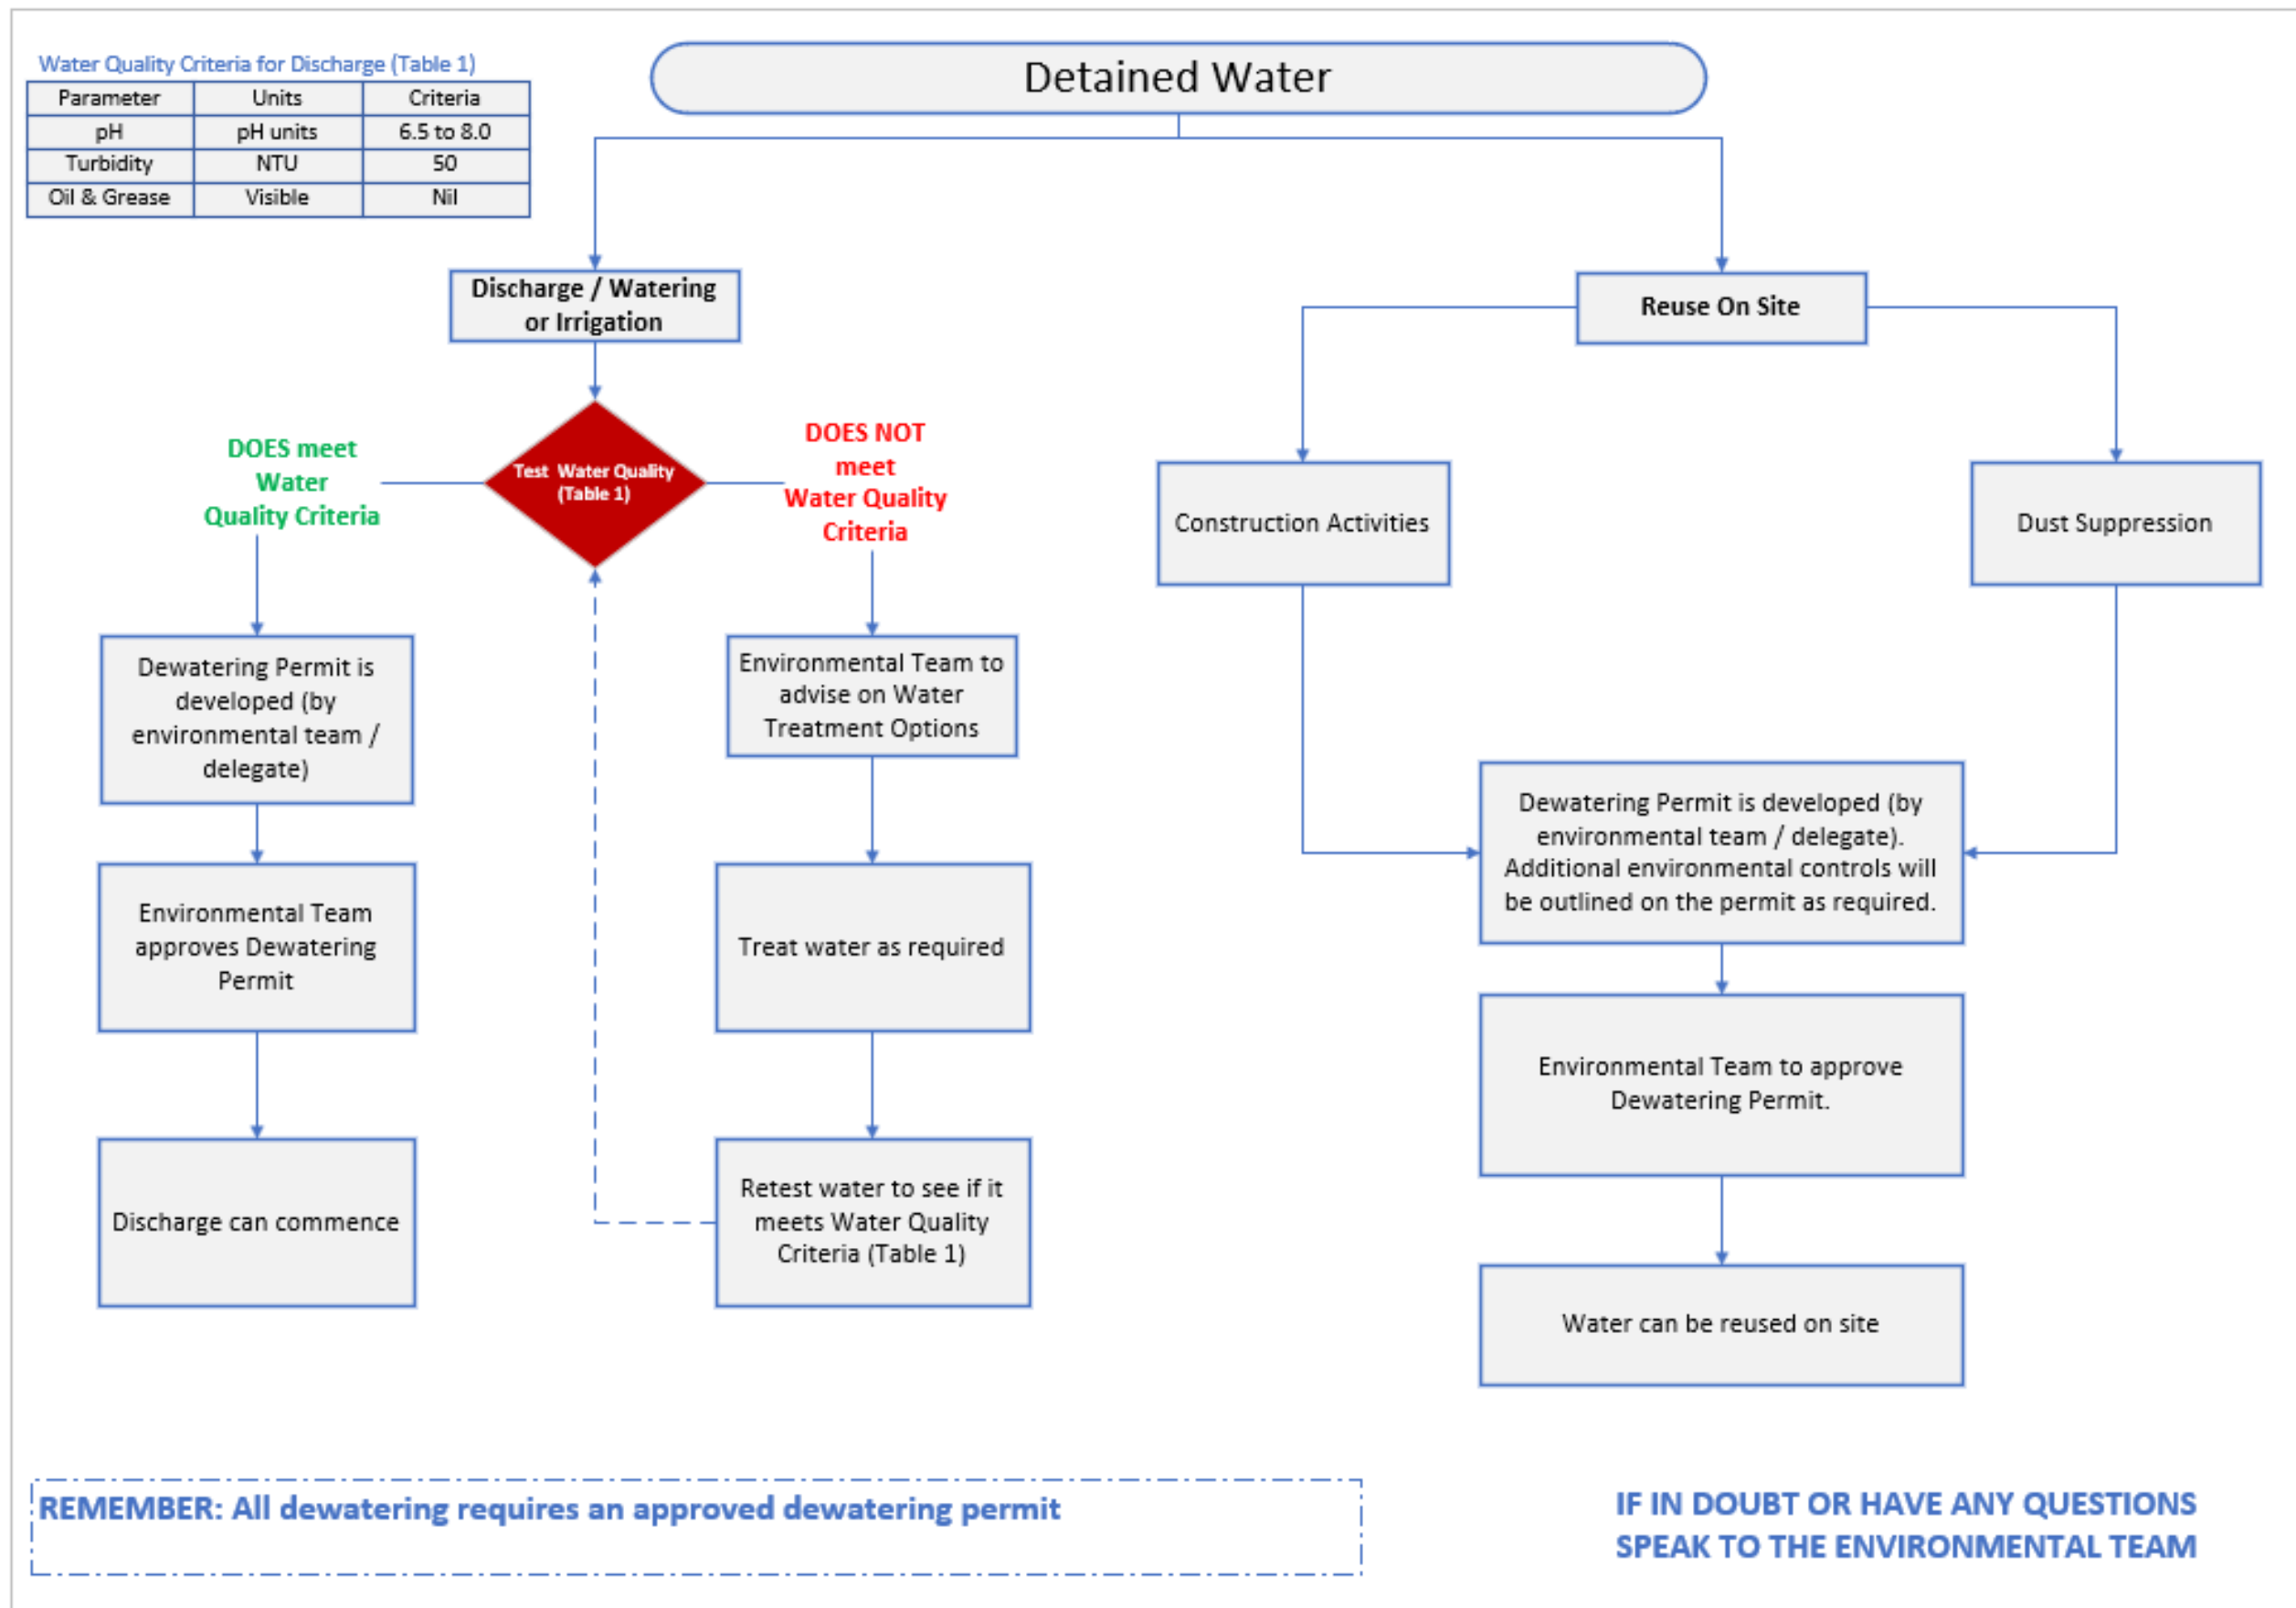 Water Quality Criteria for Discharge (Table 1)
Parameter Units Criteria
pH pH units 6.5 to 8.0
Turbidity NTU 50
Oil & Grease Visible Nil
Detained Water
Discharge / Watering
or Irrigation
Test Water Quality
(Table 1)
DOES meet
Water
Quality Criteria
Dewatering Permit is
developed (by
environmental team /
delegate)
Environmental Team
approves Dewatering
Permit
Discharge can commence
DOES NOT
meet
Water Quality
Criteria
Environmental Team to
advise on Water
Treatment Options
Treat water as required
Retest water to see if it
meets Water Quality
Criteria (Table 1)
Reuse On Site
Construction Activities
Dust Suppression
Dewatering Permit is developed (by
environmental team / delegate).
Additional environmental controls will
be outlined on the permit as required.
Environmental Team to approve
Dewatering Permit.
Water can be reused on site
REMEMBER: All dewatering requires an approved dewatering permit
IF IN DOUBT OR HAVE ANY QUESTIONS
SPEAK TO THE ENVIRONMENTAL TEAM